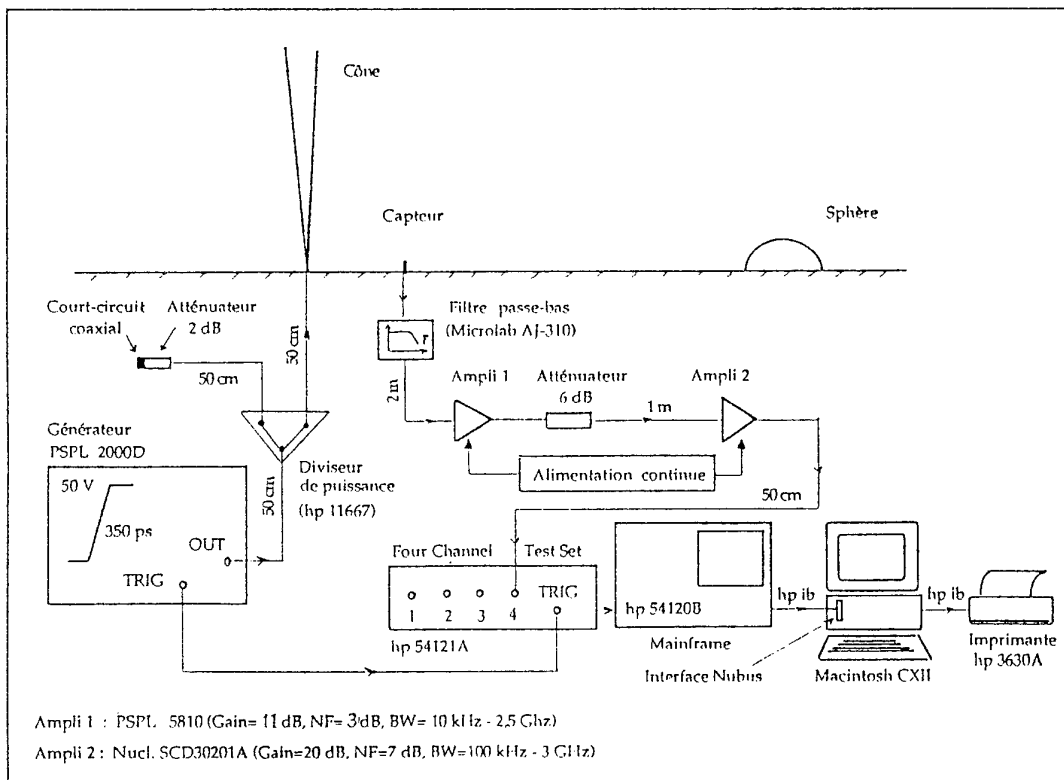 Cône
Capteur
Sphère
Court-circuit
coaxial
Atténuateur
2 dB
50 cm
50 cm
Filtre passe-bas
(Microlab AJ-310)
F
2 m
Ampli 1
Atténuateur
6 dB
1 m
Ampli 2
Alimentation continue
50 cm
Générateur
PSPL 2000D
50 V
350 ps
OUT
TRIG
50 cm
Diviseur
de puissance
(hp 11667)
Four Channel Test Set
1 2 3 4
TRIG
hp 54121A
hp 54120B
Mainframe
hp ib
Interface Nubus
Macintosh CXII
hp ib
Imprimante
hp 3630A
Ampli 1 : PSPL 5810 (Gain= 11 dB, NF= 3 dB, BW= 10 kHz - 2,5 Ghz)
Ampli 2 : Nucl. SCD30201A (Gain=20 dB, NF=7 dB, BW=100 kHz - 3 GHz)